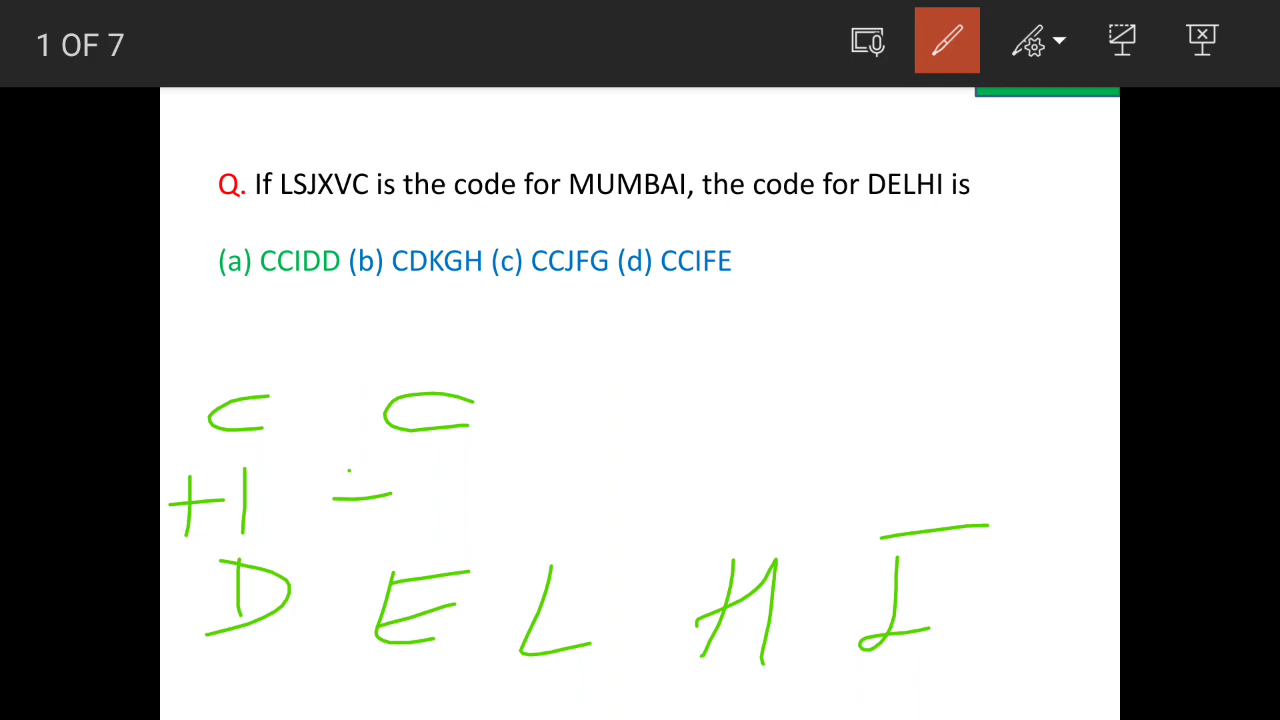 1 OF 7
Q. If LSJXVC is the code for MUMBAI, the code for DELHI is
(a) CCIDD (b) CDKGH (c) CCJFG (d) CCIFE
C C
+1
D E L H I